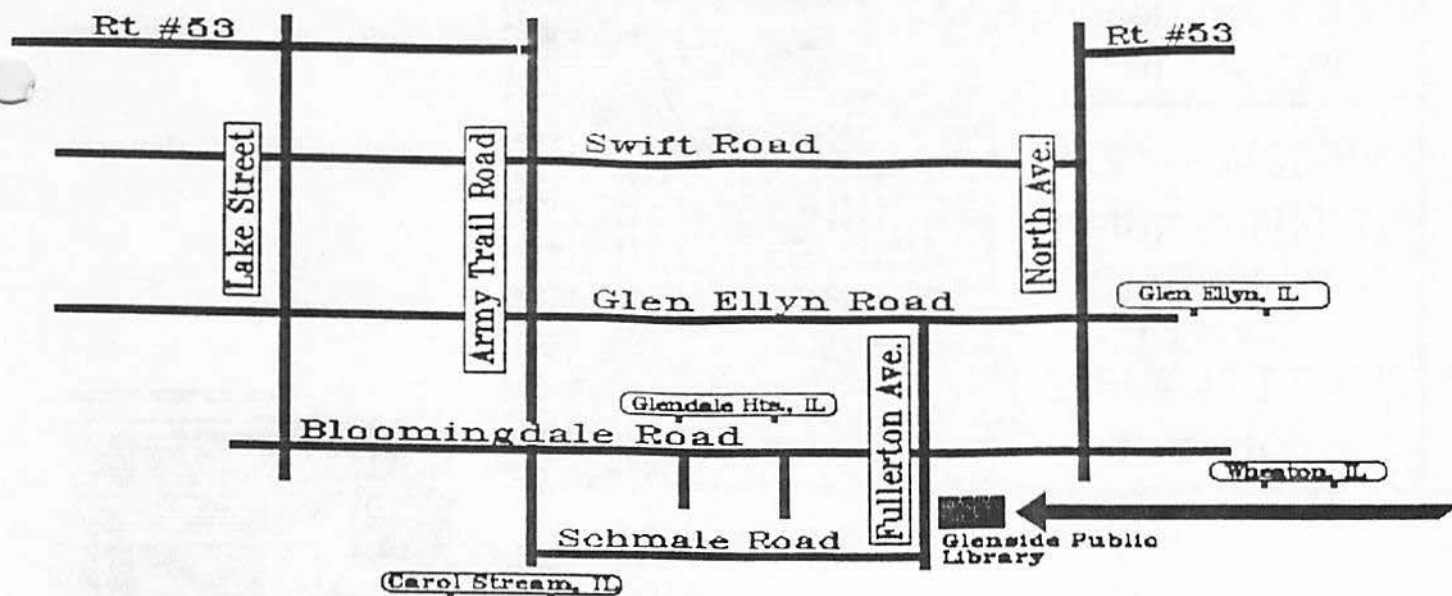 Rt #53
Rt #53
Swift Road
Lake Street
Army Trail Road
North Ave.
Glen Ellyn Road
Glen Ellyn, IL
Fullerton Ave.
Glendale Hts., IL
Bloomingdale Road
Wheaton, IL
Schmale Road
Glenside Public
Library
Carol Stream, IL